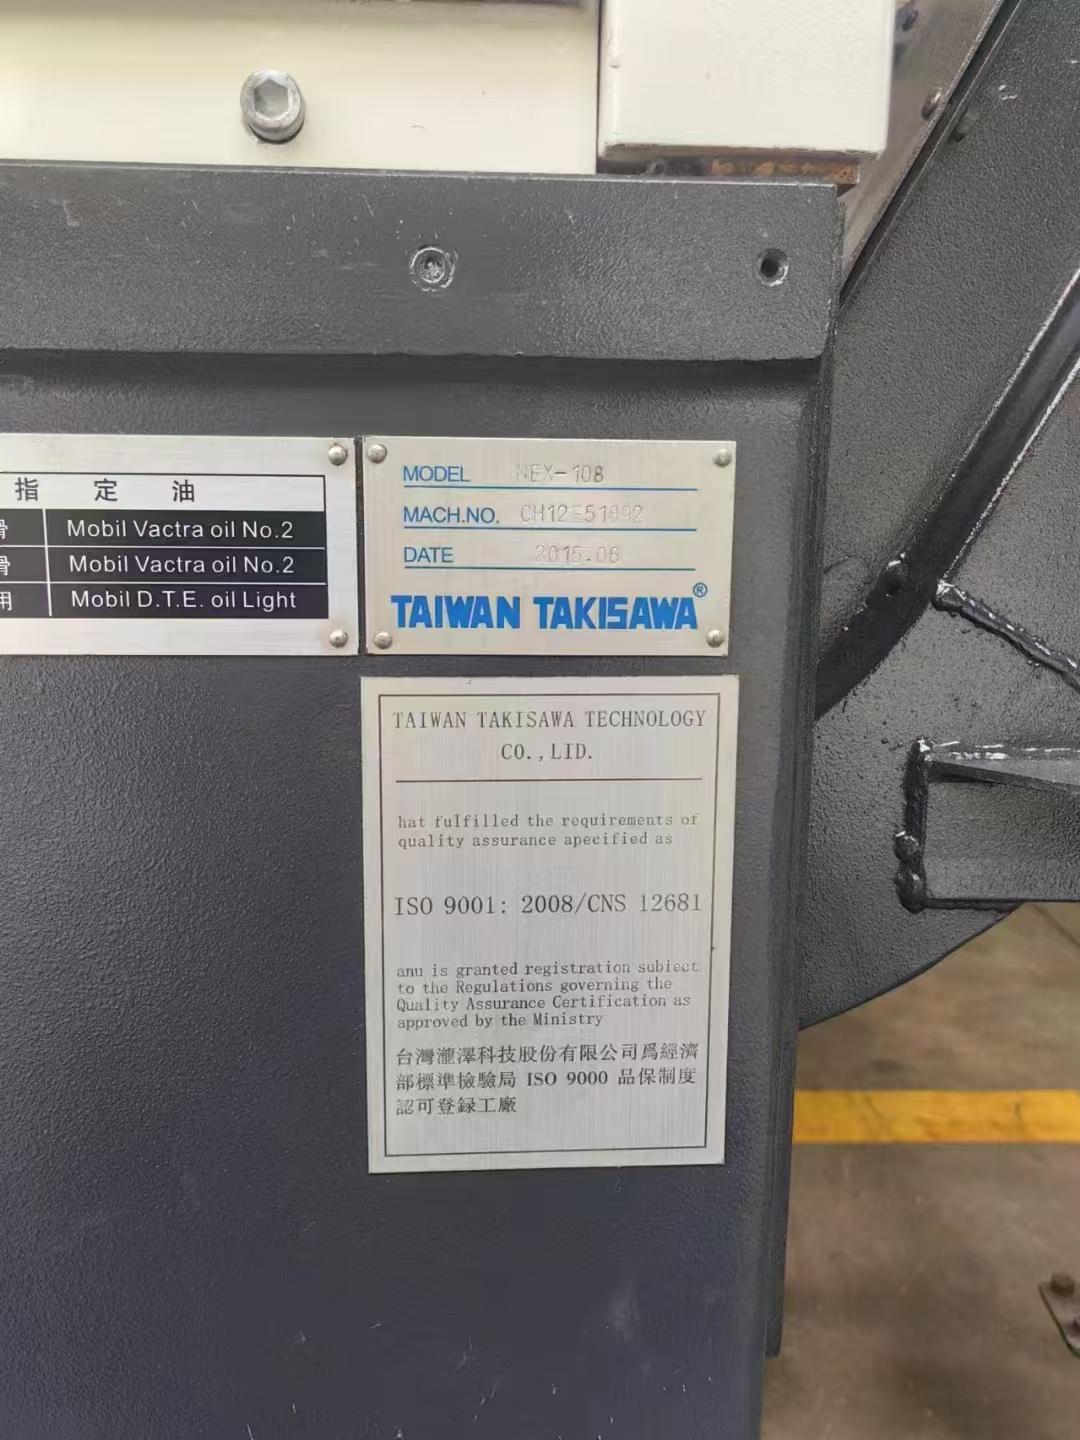 指 定 油
滑 Mobil Vactra oil No.2
滑 Mobil Vactra oil No.2
用 Mobil D.T.E. oil Light
MODEL NEX-108
MACH.NO.
DATE 2015.06
TAIWAN TAKISAWA®
TAIWAN TAKISAWA TECHNOLOGY
CO.,LID.
hat fulfilled the requirements of
quality assurance apecified as
ISO 9001: 2008/CNS 12681
anu is granted registration subiect
to the Regulations governing the
Quality Assurance Certification as
approved by the Ministry
台灣瀧澤科技股份有限公司爲經濟
部標準檢驗局 ISO 9000 品保制度
認可登録工廠